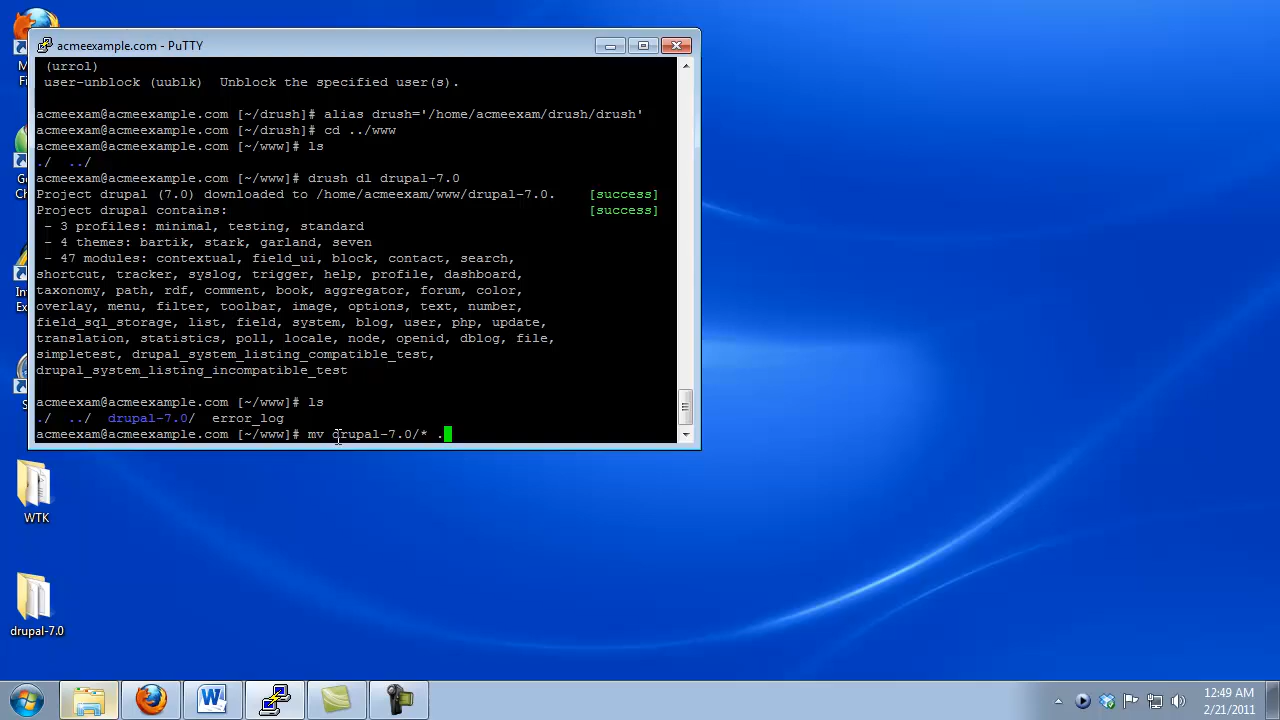 acmeexample.com - PuTTY
(urrol)
user-unblock (uublk)  Unblock the specified user(s).
acmeexam@acmeexample.com [~/drush]# alias drush='/home/acmeexam/drush/drush'
acmeexam@acmeexample.com [~/drush]# cd ../www
acmeexam@acmeexample.com [~/www]# ls
./  ../
acmeexam@acmeexample.com [~/www]# drush dl drupal-7.0
Project drupal (7.0) downloaded to /home/acmeexam/www/drupal-7.0.    [success]
Project drupal contains:    [success]
- 3 profiles: minimal, testing, standard
- 4 themes: bartik, stark, garland, seven
- 47 modules: contextual, field_ui, block, contact, search,
shortcut, tracker, syslog, trigger, help, profile, dashboard,
taxonomy, path, rdf, comment, book, aggregator, forum, color,
overlay, menu, filter, toolbar, image, options, text, number,
field_sql_storage, list, field, system, blog, user, php, update,
translation, statistics, poll, locale, node, openid, dblog, file,
simpletest, drupal_system_listing_compatible_test,
drupal_system_listing_incompatible_test
acmeexam@acmeexample.com [~/www]# ls
./  ../  drupal-7.0/  error_log
acmeexam@acmeexample.com [~/www]# mv drupal-7.0/* .
WTK
drupal-7.0
12:49 AM
2/21/2011